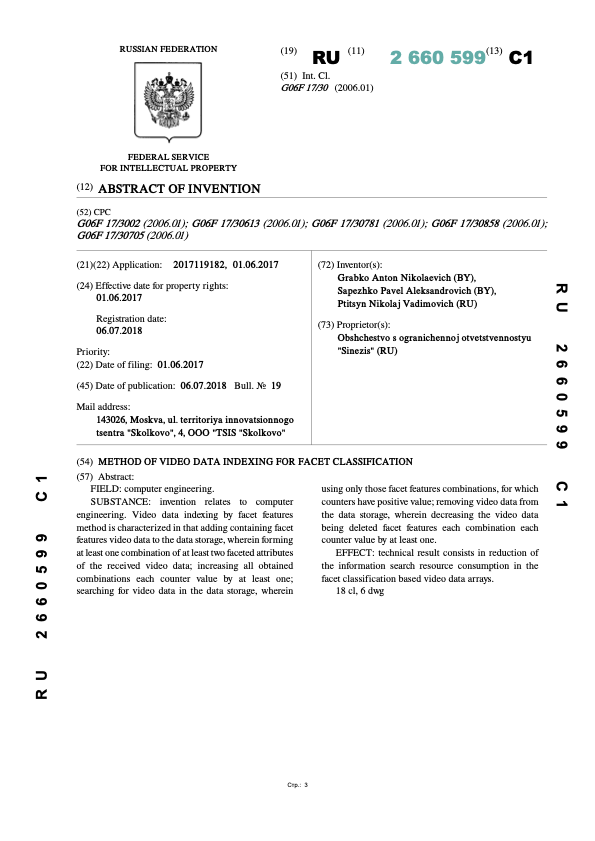 RUSSIAN FEDERATION
FEDERAL SERVICE
FOR INTELLECTUAL PROPERTY
(19) RU (11) 2 660 599 (13) C1
(51) Int. Cl.
G06F 17/30 (2006.01)
(12) ABSTRACT OF INVENTION
(52) CPC
G06F 17/3002 (2006.01); G06F 17/30613 (2006.01); G06F 17/30781 (2006.01); G06F 17/30858 (2006.01);
G06F 17/30705 (2006.01)
(21)(22) Application: 2017119182, 01.06.2017
(24) Effective date for property rights:
01.06.2017
Registration date:
06.07.2018
Priority:
(22) Date of filing: 01.06.2017
(45) Date of publication: 06.07.2018 Bull. № 19
Mail address:
143026, Moskva, ul. territoriya innovatsionnogo
tsentra "Skolkovo", 4, OOO "TSIS "Skolkovo"
(72) Inventor(s):
Grabko Anton Nikolaevich (BY),
Sapezhko Pavel Aleksandrovich (BY),
Ptitsyn Nikolaj Vadimovich (RU)
(73) Proprietor(s):
Obshchestvo s ogranichennoj otvetstvennostyu
"Sinezis" (RU)
(54) METHOD OF VIDEO DATA INDEXING FOR FACET CLASSIFICATION
(57) Abstract:
FIELD: computer engineering.
SUBSTANCE: invention relates to computer
engineering. Video data indexing by facet features
method is characterized in that adding containing facet
features video data to the data storage, wherein forming
at least one combination of at least two faceted attributes
of the received video data; increasing all obtained
combinations each counter value by at least one;
searching for video data in the data storage, wherein
using only those facet features combinations, for which
counters have positive value; removing video data from
the data storage, wherein decreasing the video data
being deleted facet features each combination each
counter value by at least one.
EFFECT: technical result consists in reduction of
the information search resource consumption in the
facet classification based video data arrays.
18 cl, 6 dwg
RU 2660599 C1
RU 2660599 C1
Стр.: 3